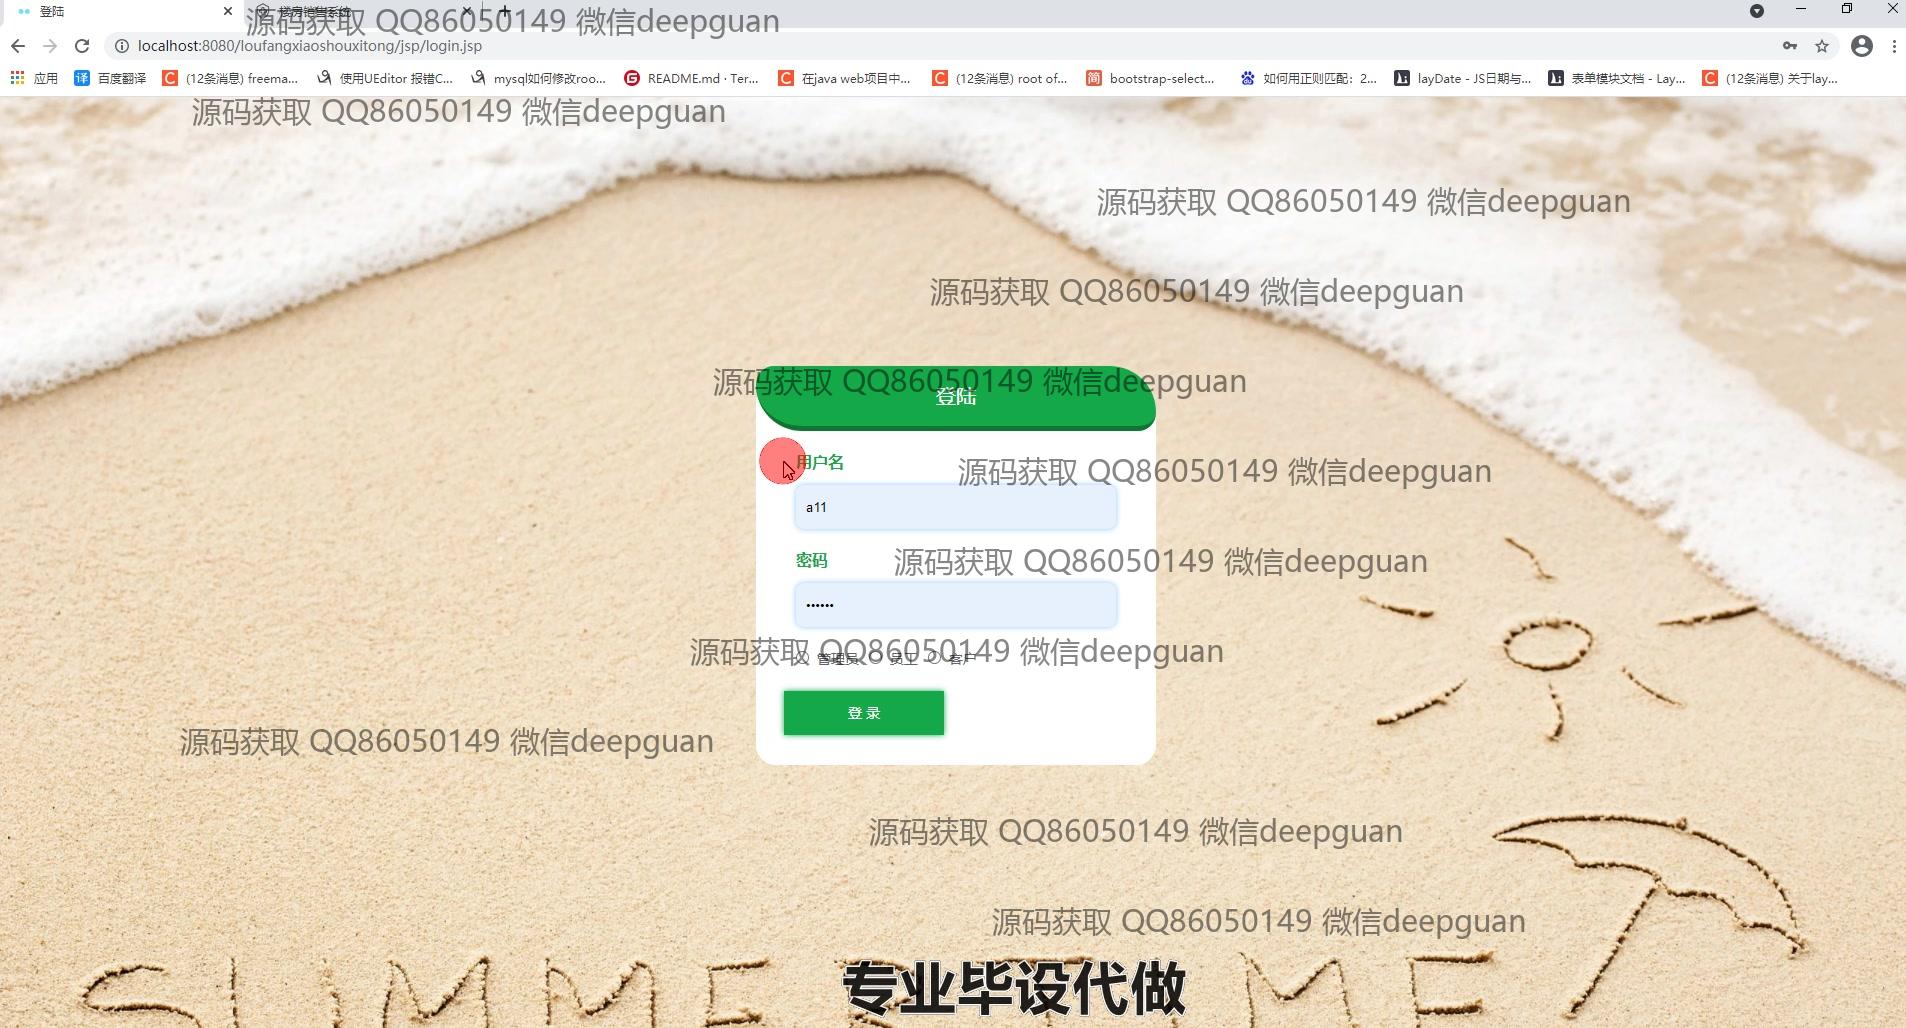 登陆
楼房销售系统
源码获取 QQ86050149 微信deepguan
localhost:8080/loufangxiaoshouxitong/jsp/login.jsp
应用
百度翻译
(12条消息) freema...
使用UEditor 报错C...
mysql如何修改roo...
README.md · Ter...
在java web项目中...
(12条消息) root of...
bootstrap-select...
如何用正则匹配：2...
layDate - JS日期与...
表单模块文档 - Lay...
(12条消息) 关于lay...
源码获取 QQ86050149 微信deepguan
源码获取 QQ86050149 微信deepguan
源码获取 QQ86050149 微信deepguan
源码获取 QQ86050149 微信deepguan
登陆
用户名
源码获取 QQ86050149 微信deepguan
a11
密码
源码获取 QQ86050149 微信deepguan
••••••
源码获取 QQ86050149 微信deepguan
管理员 员工 客户
登 录
源码获取 QQ86050149 微信deepguan
源码获取 QQ86050149 微信deepguan
源码获取 QQ86050149 微信deepguan
SUMMER TIME
专业毕设代做